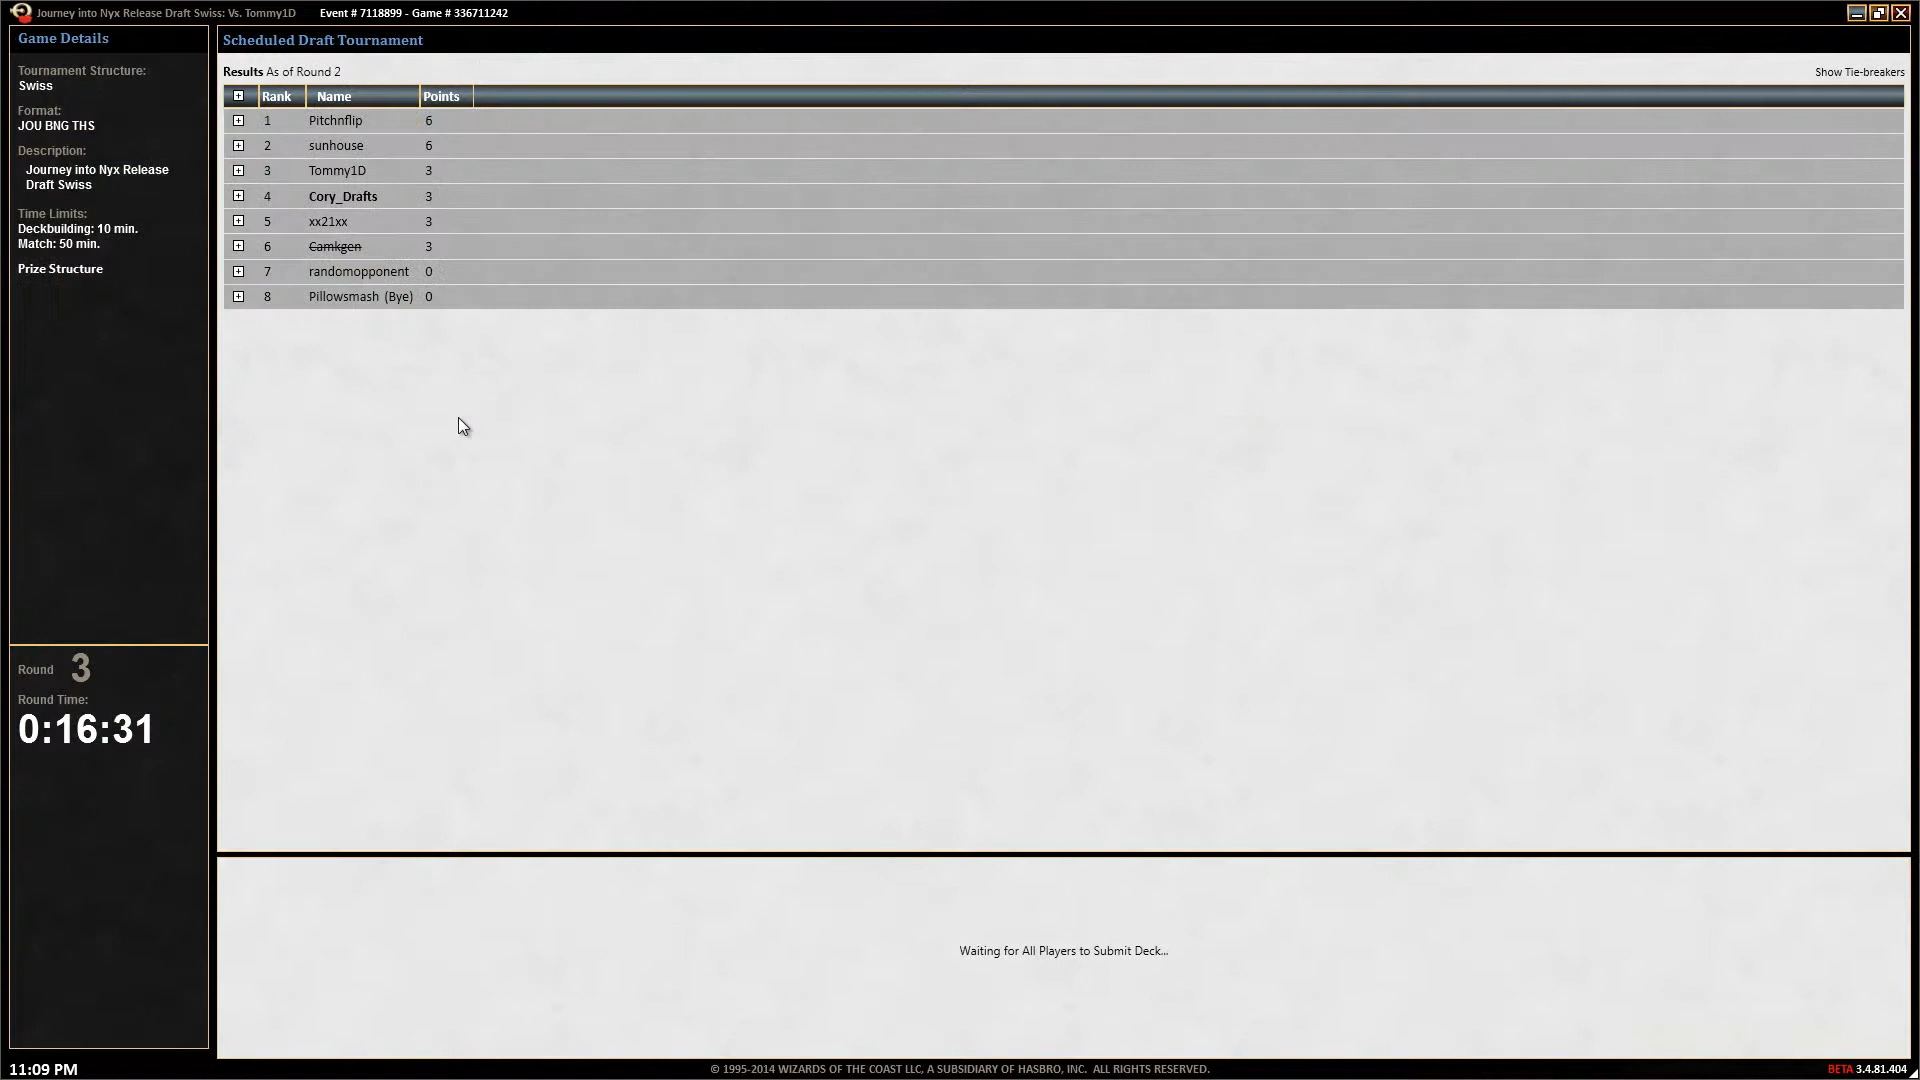 Journey into Nyx Release Draft Swiss: Vs. Tommy1D Event # 7118899 - Game # 336711242
Game Details
Tournament Structure:
Swiss
Format:
JOU BNG THS
Description:
Journey into Nyx Release
Draft Swiss
Time Limits:
Deckbuilding: 10 min.
Match: 50 min.
Prize Structure
Round 3
Round Time:
0:16:31
11:09 PM
Scheduled Draft Tournament
Results As of Round 2 Show Tie-breakers
Rank Name Points
1 Pitchnflip 6
2 sunhouse 6
3 Tommy1D 3
4 Cory_Drafts 3
5 xx21xx 3
6 Camkgen 3
7 randomopponent 0
8 Pillowsmash (Bye) 0
Waiting for All Players to Submit Deck...
© 1995-2014 WIZARDS OF THE COAST LLC, A SUBSIDIARY OF HASBRO, INC. ALL RIGHTS RESERVED.
BETA 3.4.81.404